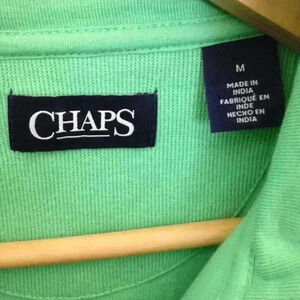 CHAPS
M
MADE IN
INDIA
FABRIQUÉ EN
INDE
HECHO EN
INDIA